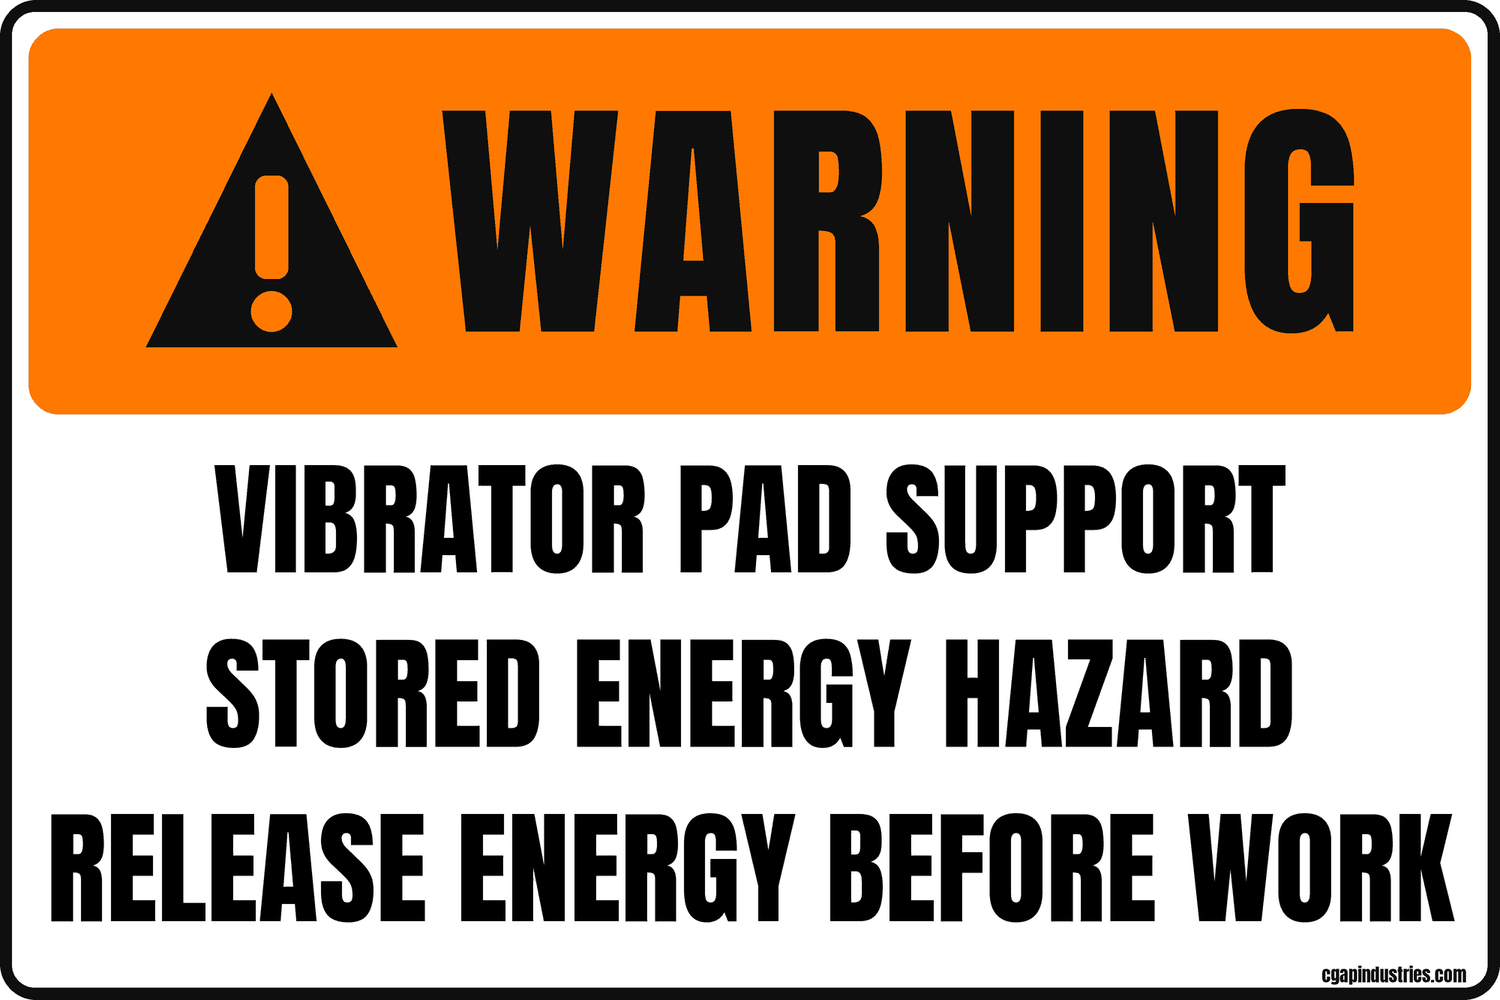 WARNING
VIBRATOR PAD SUPPORT
STORED ENERGY HAZARD
RELEASE ENERGY BEFORE WORK
cgapindustries.com